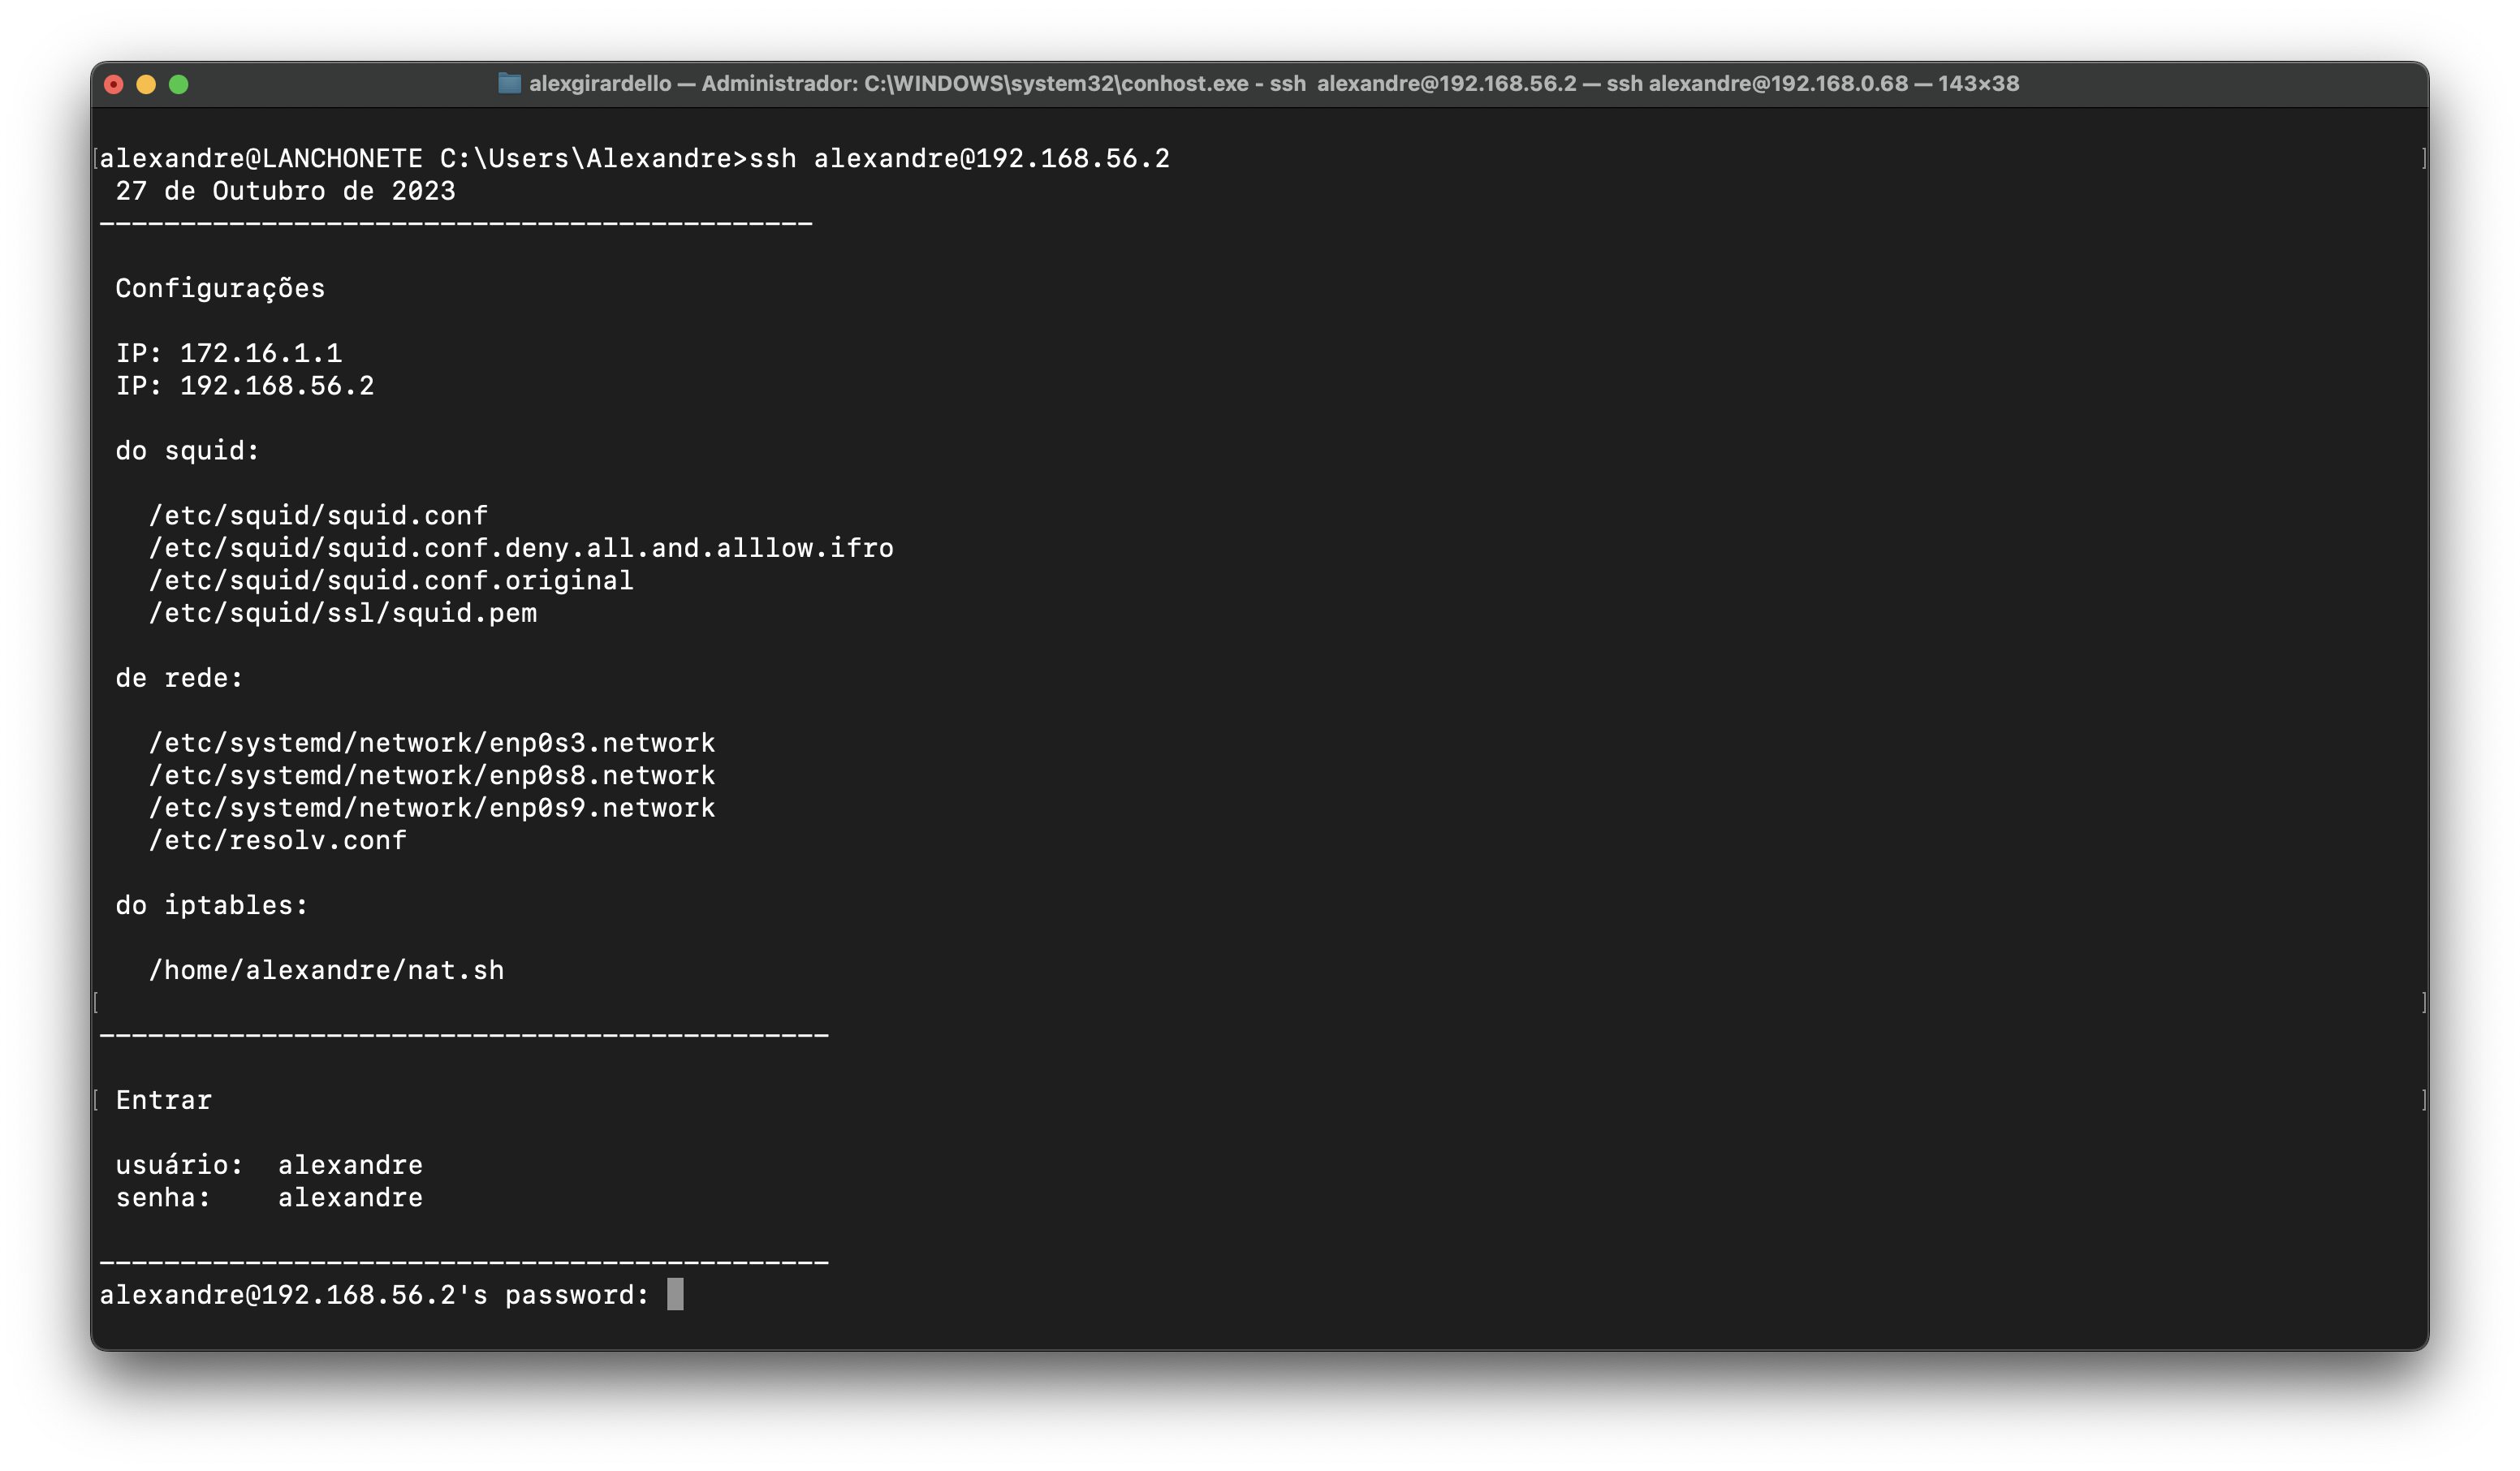 alexgirardello — Administrador: C:\WINDOWS\system32\conhost.exe - ssh  alexandre@192.168.56.2 — ssh alexandre@192.168.0.68 — 143×38
[alexandre@LANCHONETE C:\Users\Alexandre>ssh alexandre@192.168.56.2 ]
27 de Outubro de 2023
--------------------------------------------
Configurações
IP: 172.16.1.1
IP: 192.168.56.2
do squid:
/etc/squid/squid.conf
/etc/squid/squid.conf.deny.all.and.alllow.ifro
/etc/squid/squid.conf.original
/etc/squid/ssl/squid.pem
de rede:
/etc/systemd/network/enp0s3.network
/etc/systemd/network/enp0s8.network
/etc/systemd/network/enp0s9.network
/etc/resolv.conf
do iptables:
/home/alexandre/nat.sh
[ ]
---------------------------------------------
[ Entrar ]
usuário:  alexandre
senha:    alexandre
---------------------------------------------
alexandre@192.168.56.2's password: